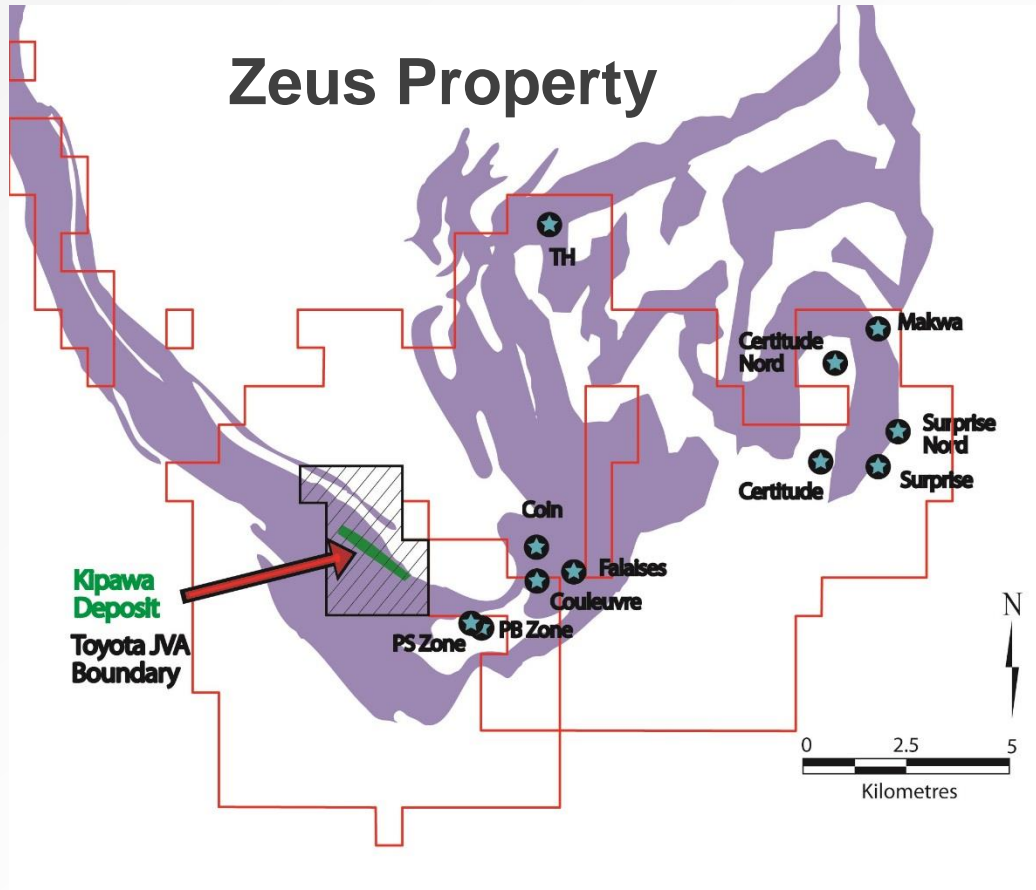 Zeus Property
TH
Makwa
Certitude
Nord
Surprise
Nord
Surprise
Certitude
Coin
Falaises
Couleuvre
PB Zone
PS Zone
Kipawa
Deposit
Toyota JVA
Boundary
N
0 2.5 5
Kilometres